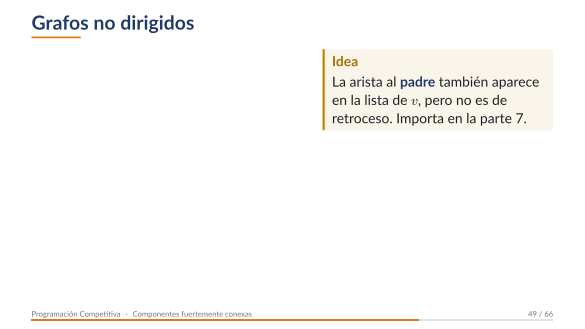 Grafos no dirigidos
Idea
La arista al padre también aparece
en la lista de v, pero no es de
retroceso. Importa en la parte 7.
Programación Competitiva · Componentes fuertemente conexas
49 / 66